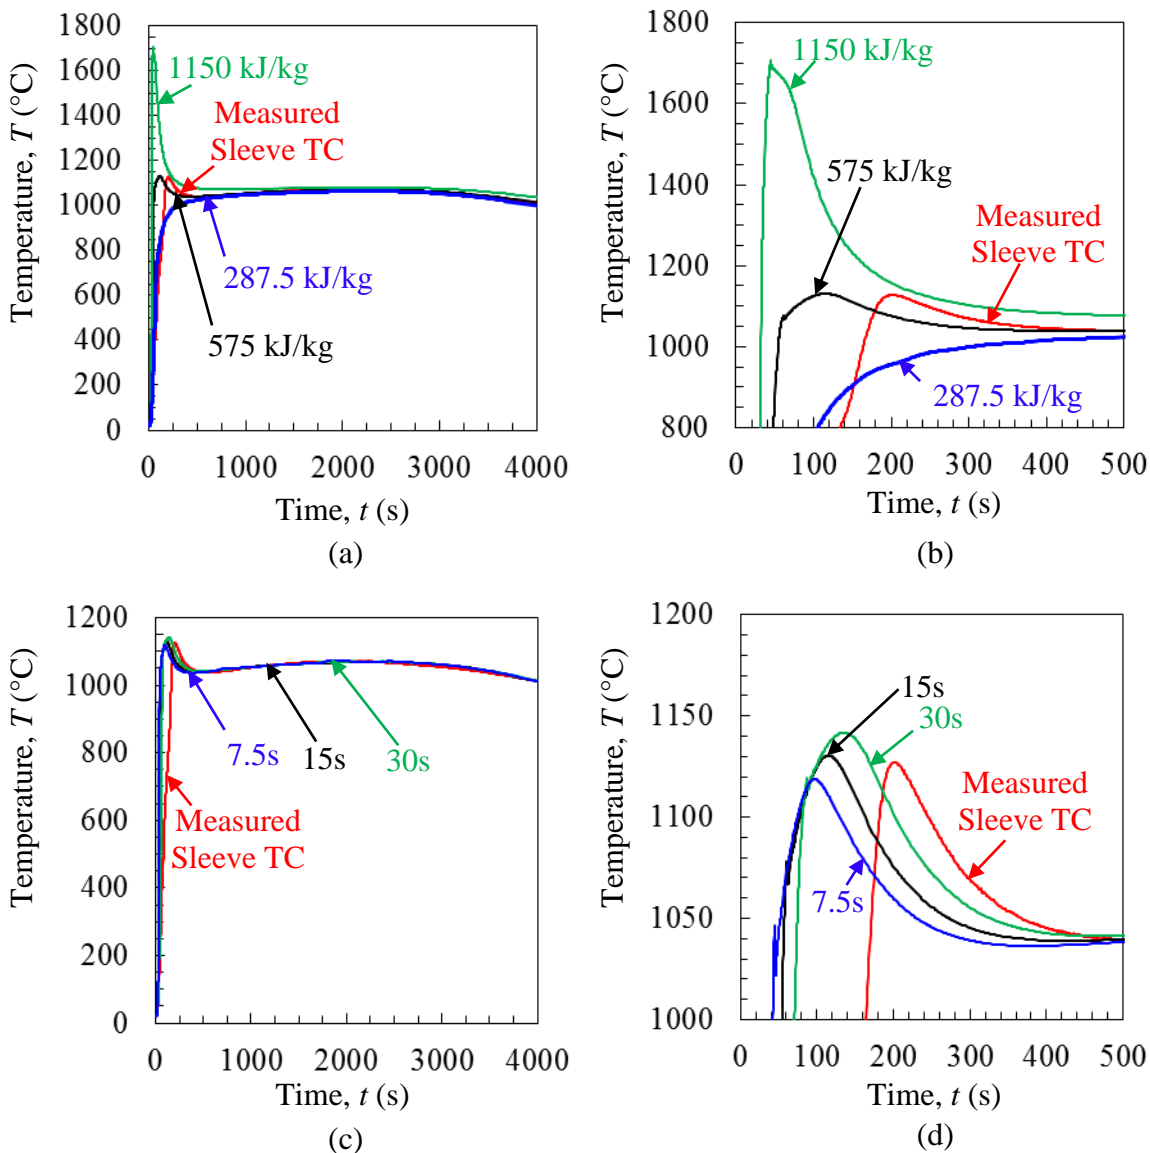 1800
1600
1400
1200
1000
800
600
400
200
0
Temperature, T (°C)
1150 kJ/kg
Measured
Sleeve TC
287.5 kJ/kg
575 kJ/kg
0 1000 2000 3000 4000
Time, t (s)
(a)
1800
1600
1400
1200
1000
800
Temperature, T (°C)
1150 kJ/kg
575 kJ/kg
Measured
Sleeve TC
287.5 kJ/kg
0 100 200 300 400 500
Time, t (s)
(b)
1200
1000
800
600
400
200
0
Temperature, T (°C)
7.5s
15s
30s
Measured
Sleeve TC
0 1000 2000 3000 4000
Time, t (s)
(c)
1200
1150
1100
1050
1000
Temperature, T (°C)
15s
30s
Measured
Sleeve TC
7.5s
0 100 200 300 400 500
Time, t (s)
(d)